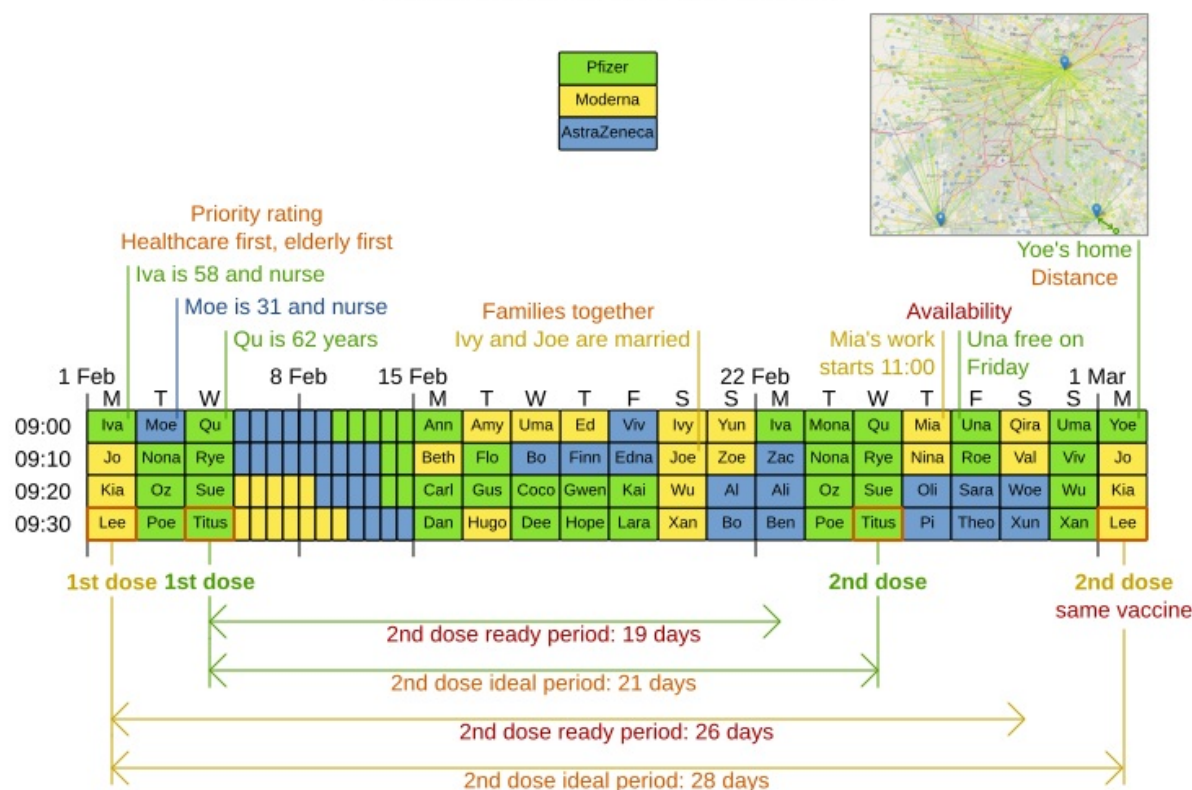 Pfizer
Moderna
AstraZeneca
Priority rating
Healthcare first, elderly first
Iva is 58 and nurse
Moe is 31 and nurse
Qu is 62 years
Families together
Ivy and Joe are married
Availability
Mia's work
starts 11:00
Una free on
Friday
Yoe's home
Distance
1 Feb 8 Feb 15 Feb 22 Feb 1 Mar
M T W M T W T F S S M T W T F S S M
09:00 Iva Moe Qu Ann Amy Uma Ed Viv Ivy Yun Iva Mona Qu Mia Una Qira Uma Yoe
09:10 Jo Nona Rye Beth Flo Bo Finn Edna Joe Zoe Zac Nona Rye Nina Roe Val Viv Jo
09:20 Kia Oz Sue Carl Gus Coco Gwen Kai Wu Al Ali Oz Sue Oli Sara Woe Wu Kia
09:30 Lee Poe Titus Dan Hugo Dee Hope Lara Xan Bo Ben Poe Titus Pi Theo Xun Xan Lee
1st dose 1st dose 2nd dose 2nd dose
same vaccine
2nd dose ready period: 19 days
2nd dose ideal period: 21 days
2nd dose ready period: 26 days
2nd dose ideal period: 28 days